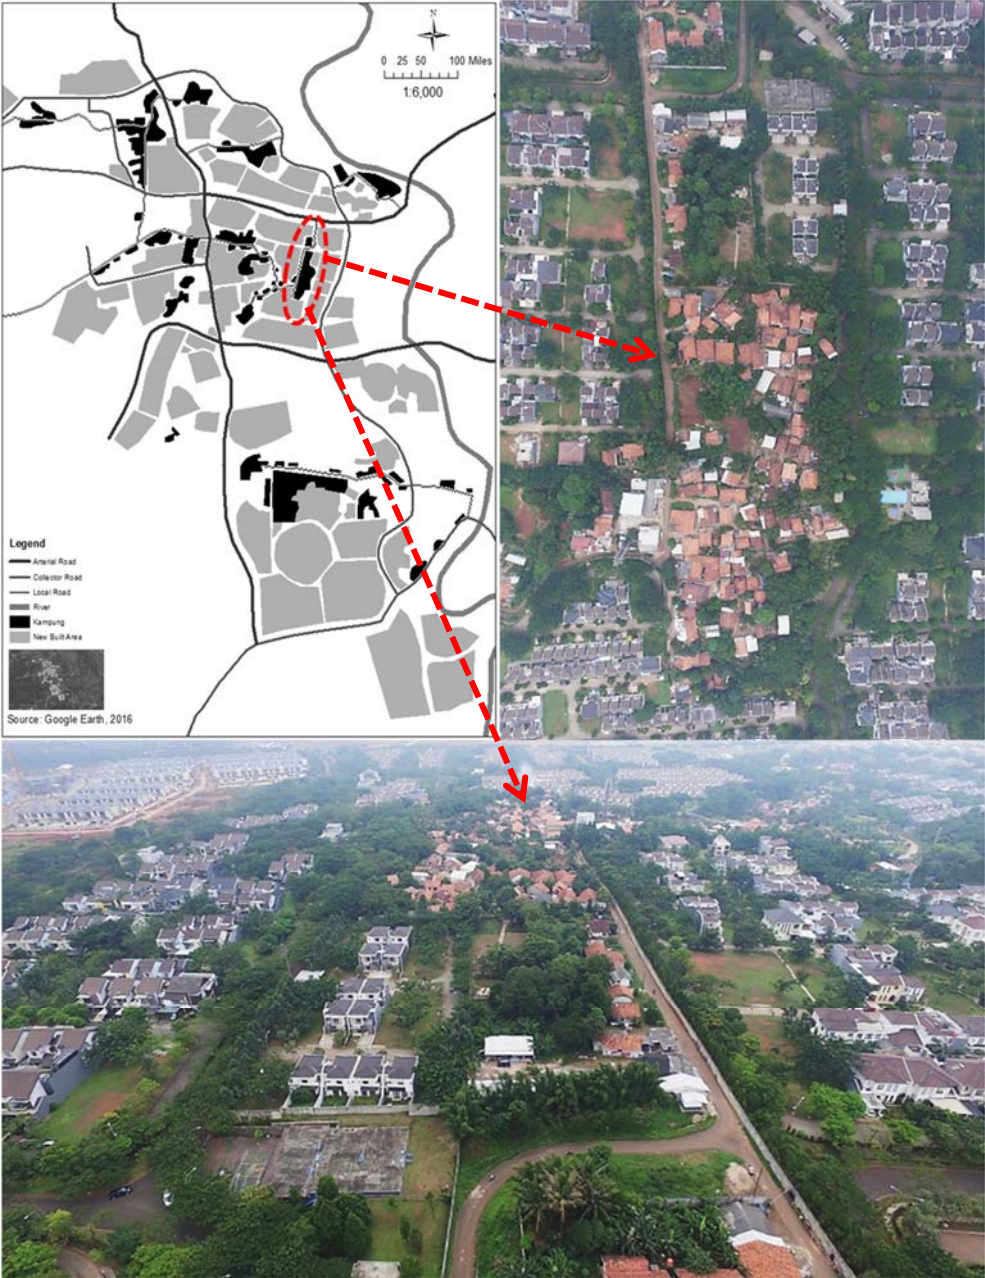 N
0 25 50 100 Miles
1:6,000
Legend
Arterial Road
Collector Road
Local Road
River
Kampung
New Built Area
Source: Google Earth, 2016